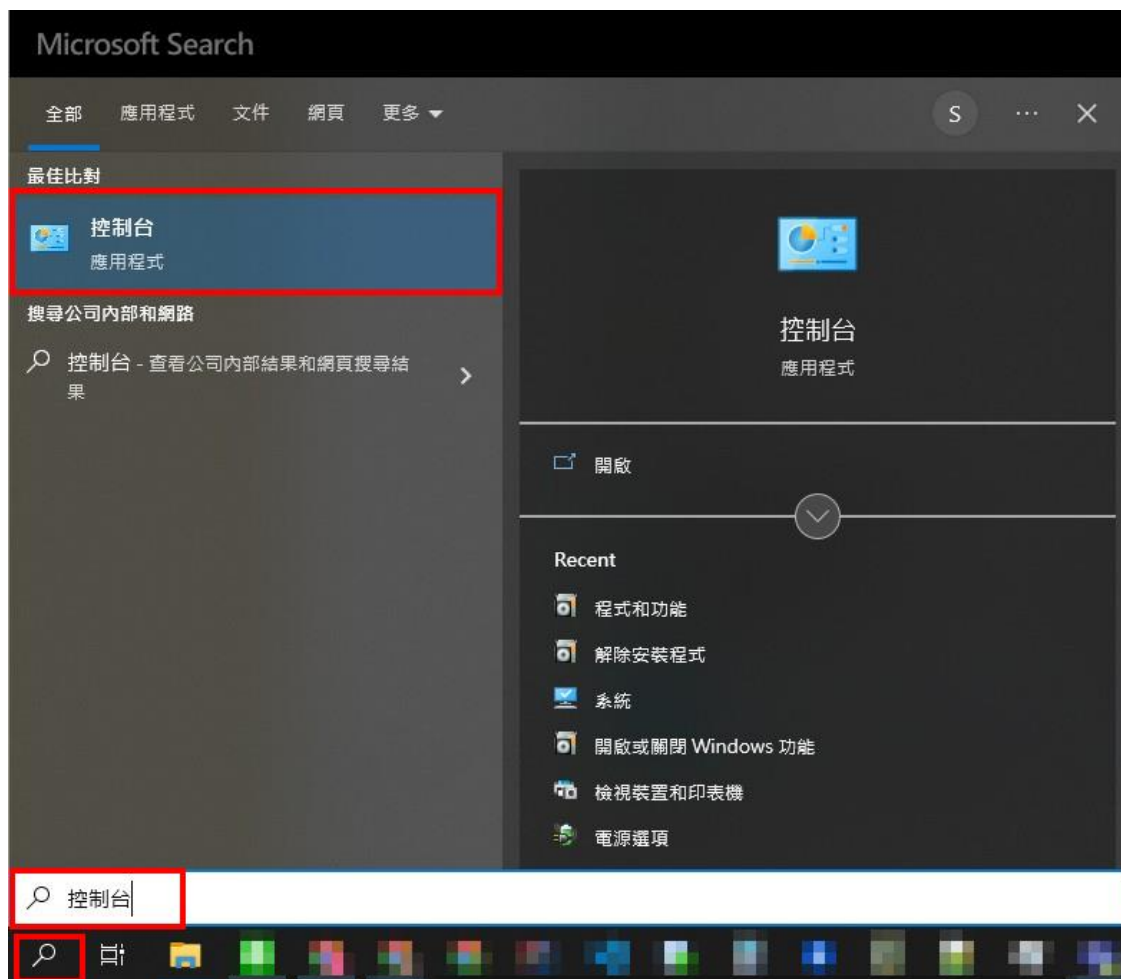 Microsoft Search
全部 應用程式 文件 網頁 更多
S ... ×
最佳比對
控制台
應用程式
搜尋公司內部和網路
控制台 - 查看公司內部結果和網頁搜尋結
果
控制台
應用程式
開啟
Recent
程式和功能
解除安裝程式
系統
開啟或關閉 Windows 功能
檢視裝置和印表機
電源選項
控制台